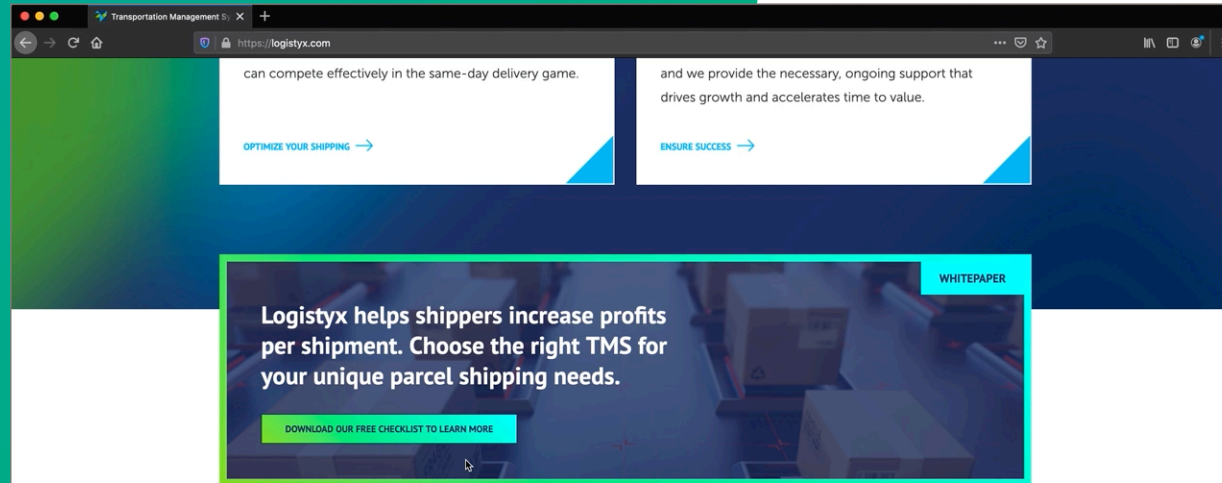 Transportation Management Sy
https://logistyx.com
can compete effectively in the same-day delivery game.
OPTIMIZE YOUR SHIPPING
and we provide the necessary, ongoing support that
drives growth and accelerates time to value.
ENSURE SUCCESS
WHITEPAPER
Logistyx helps shippers increase profits
per shipment. Choose the right TMS for
your unique parcel shipping needs.
DOWNLOAD OUR FREE CHECKLIST TO LEARN MORE